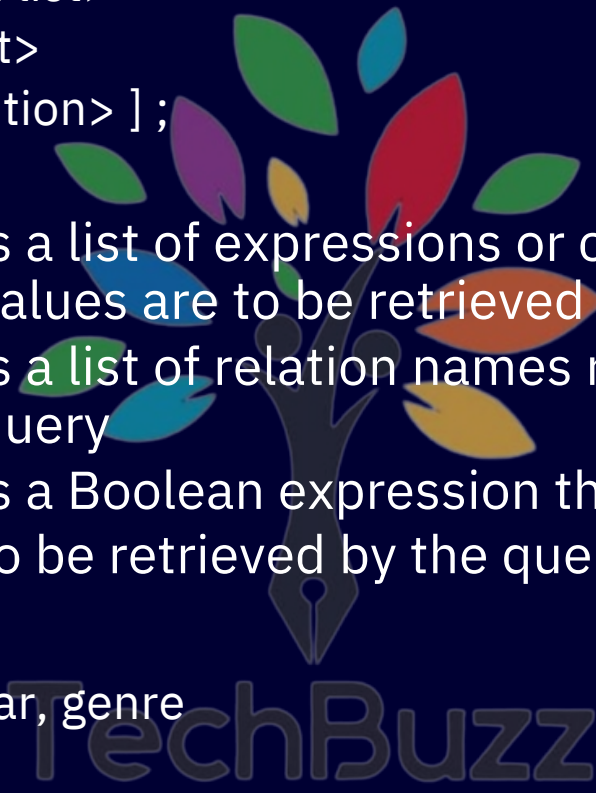 t>
tion> ] ;
s a list of expressions or
alues are to be retrieved
s a list of relation names
uery
s a Boolean expression th
o be retrieved by the que
ar, genre
TechBuzz